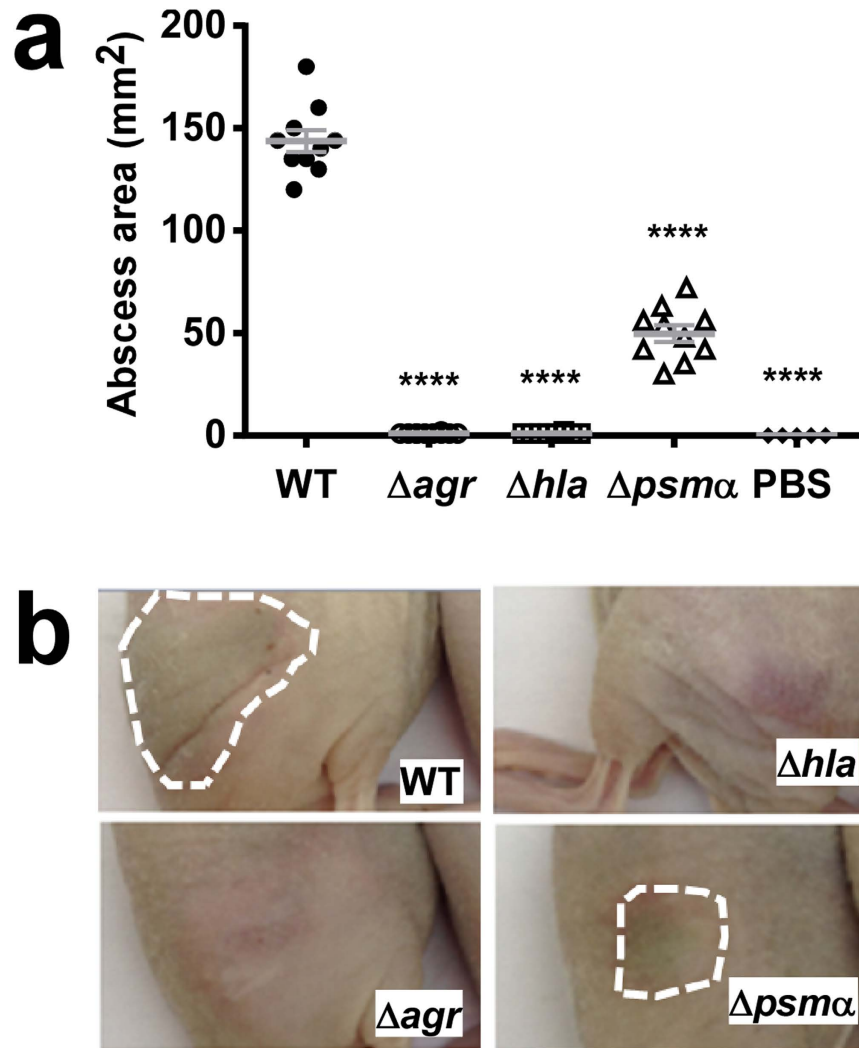 a
Abscess area (mm²)
200
150
100
50
0
****
****
****
****
WT
Δagr
Δhla
Δpsmα
PBS
b
WT
Δhla
Δagr
Δpsmα